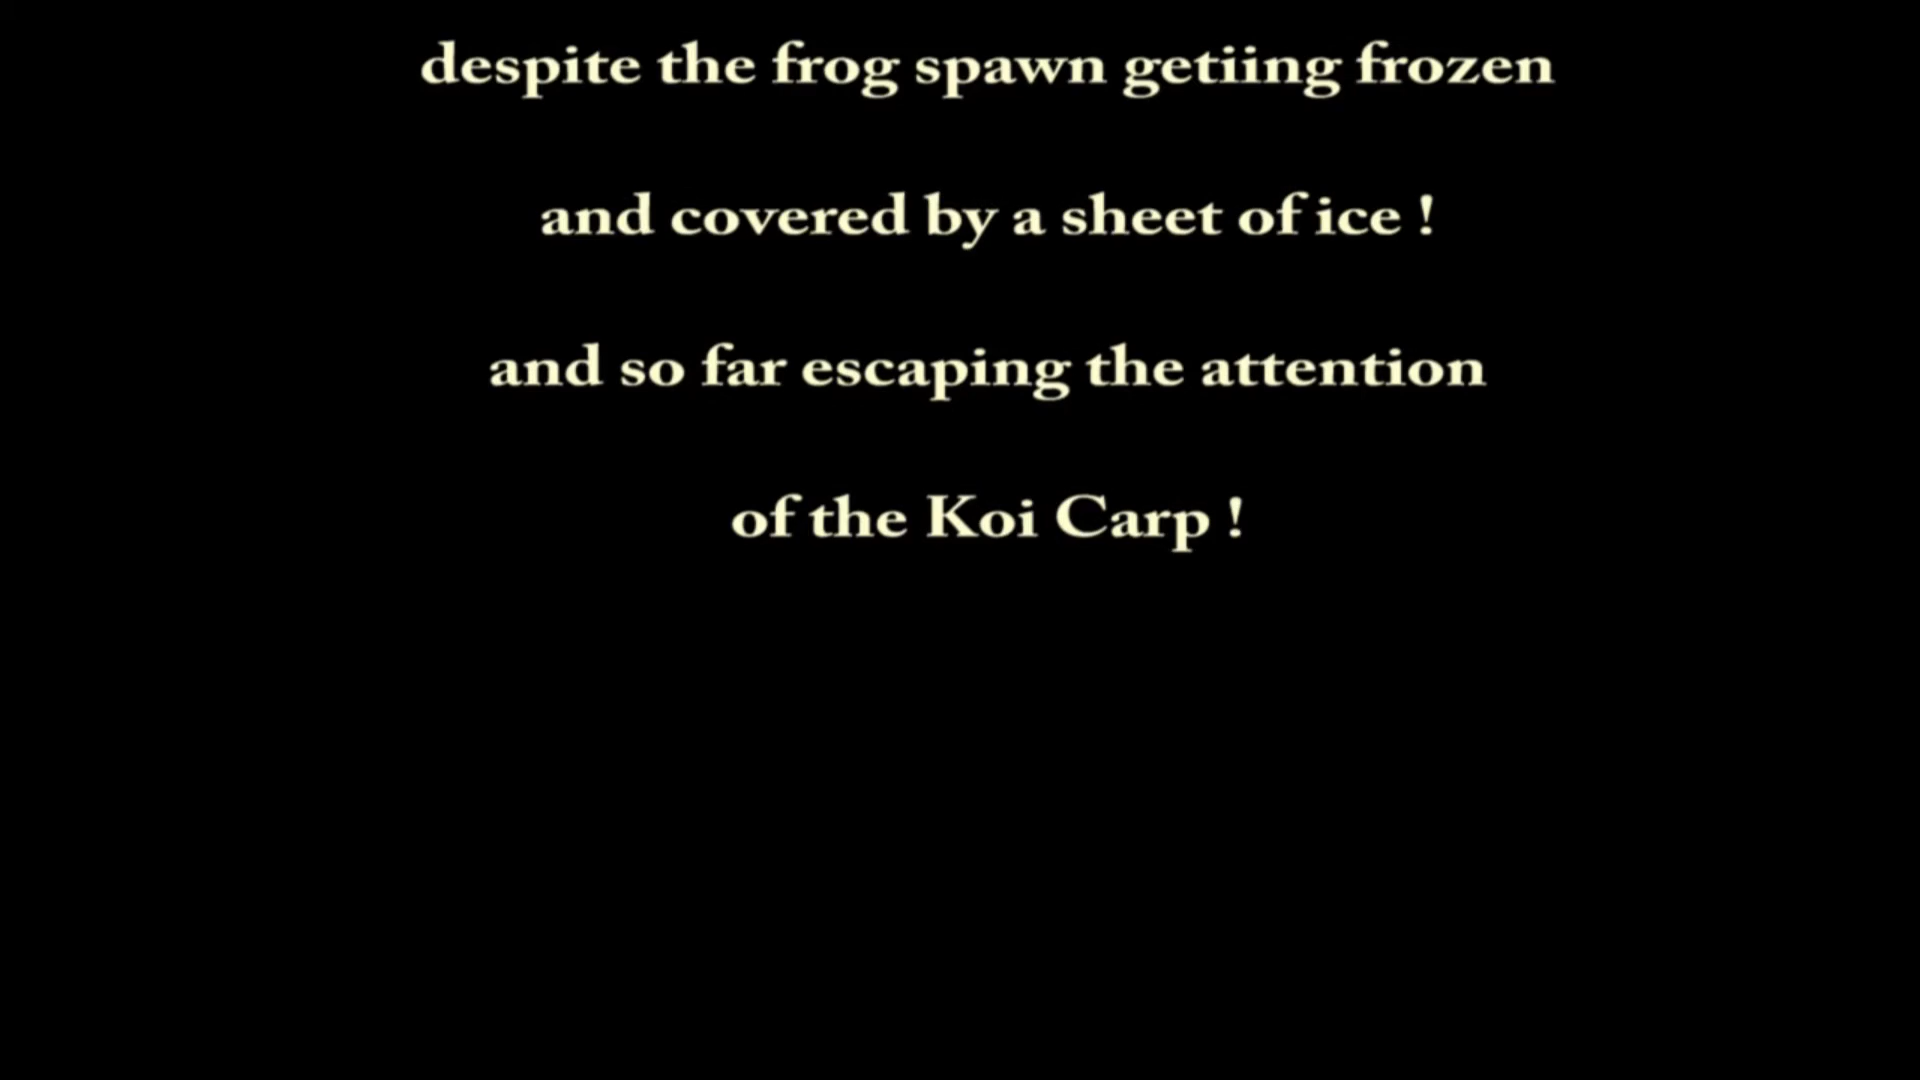 despite the frog spawn getiing frozen
and covered by a sheet of ice !
and so far escaping the attention
of the Koi Carp !